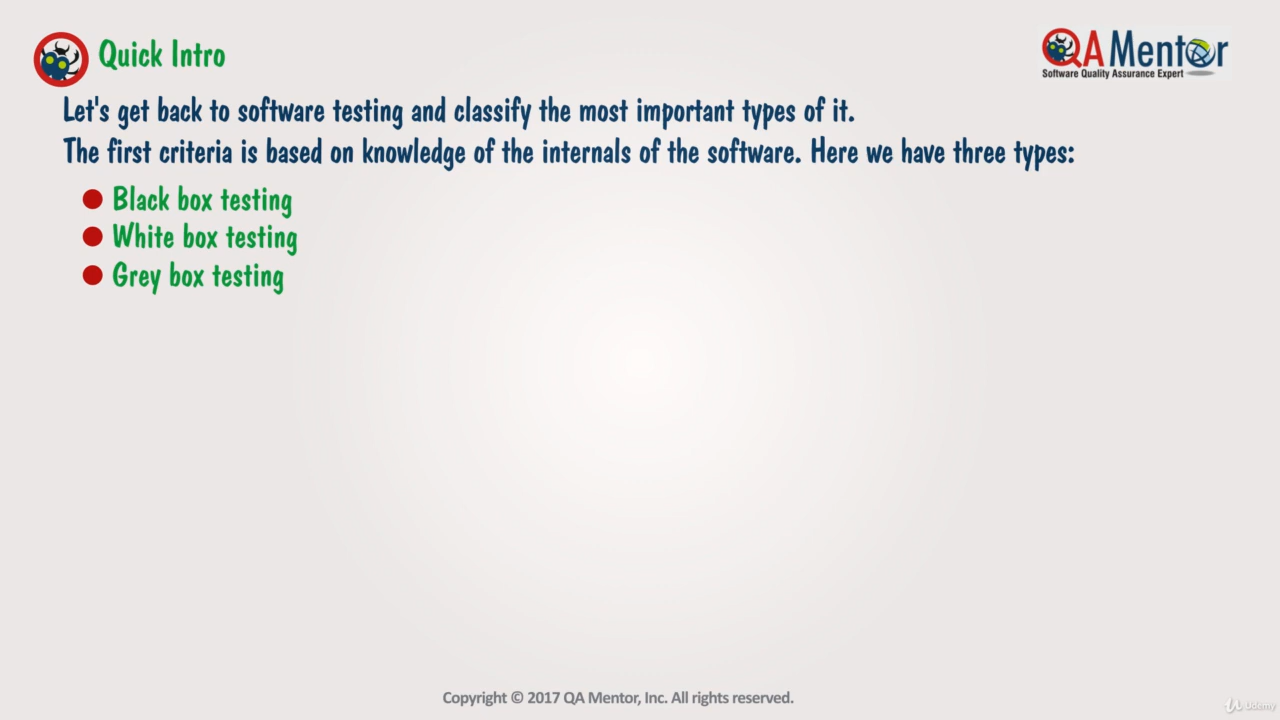 Quick Intro
QA Mentor
Software Quality Assurance Expert
Let's get back to software testing and classify the most important types of it.
The first criteria is based on knowledge of the internals of the software. Here we have three types:
Black box testing
White box testing
Grey box testing
Copyright © 2017 QA Mentor, Inc. All rights reserved.
Udemy